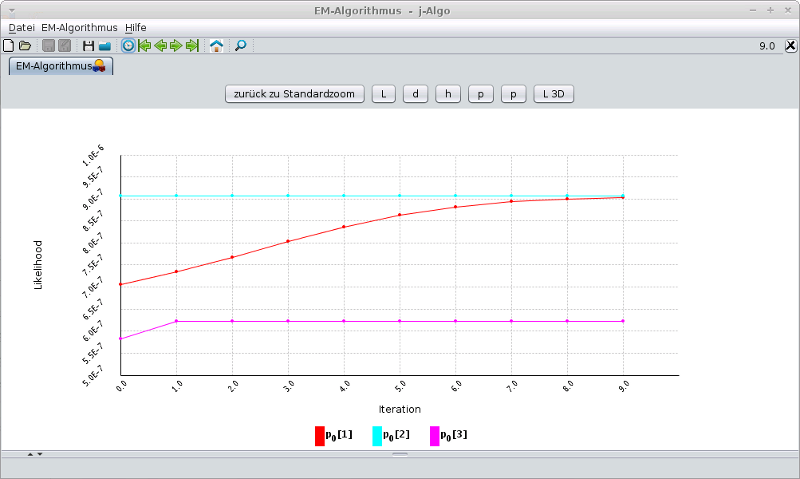 EM-Algorithmus - j-Algo
Datei EM-Algorithmus Hilfe
9.0
EM-Algorithmus
zurück zu Standardzoom L d h p p L 3D
1.0E-6
9.5E-7
9.0E-7
8.5E-7
8.0E-7
7.5E-7
7.0E-7
6.5E-7
6.0E-7
5.5E-7
5.0E-7
Likelihood
0.0 1.0 2.0 3.0 4.0 5.0 6.0 7.0 8.0 9.0
Iteration
p0[1] p0[2] p0[3]